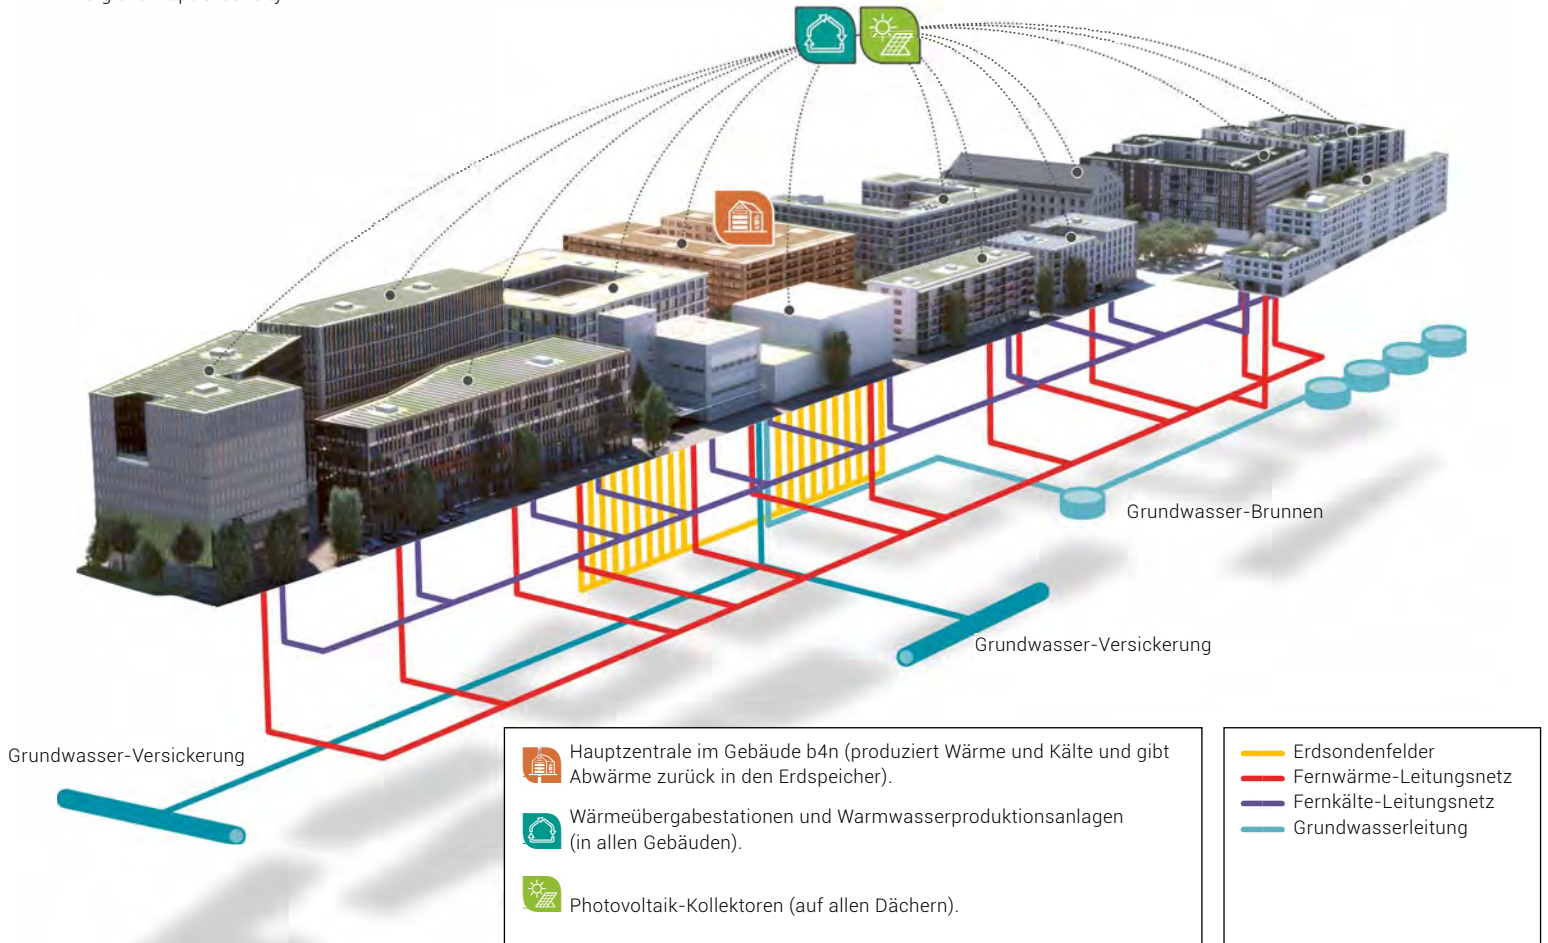 Grundwasser-Brunnen
Grundwasser-Versickerung
Grundwasser-Versickerung
Hauptzentrale im Gebäude b4n (produziert Wärme und Kälte und gibt
Abwärme zurück in den Erdspeicher).
Wärmeübergabestationen und Warmwasserproduktionsanlagen
(in allen Gebäuden).
Photovoltaik-Kollektoren (auf allen Dächern).
Erdsondenfelder
Fernwärme-Leitungsnetz
Fernkälte-Leitungsnetz
Grundwasserleitung